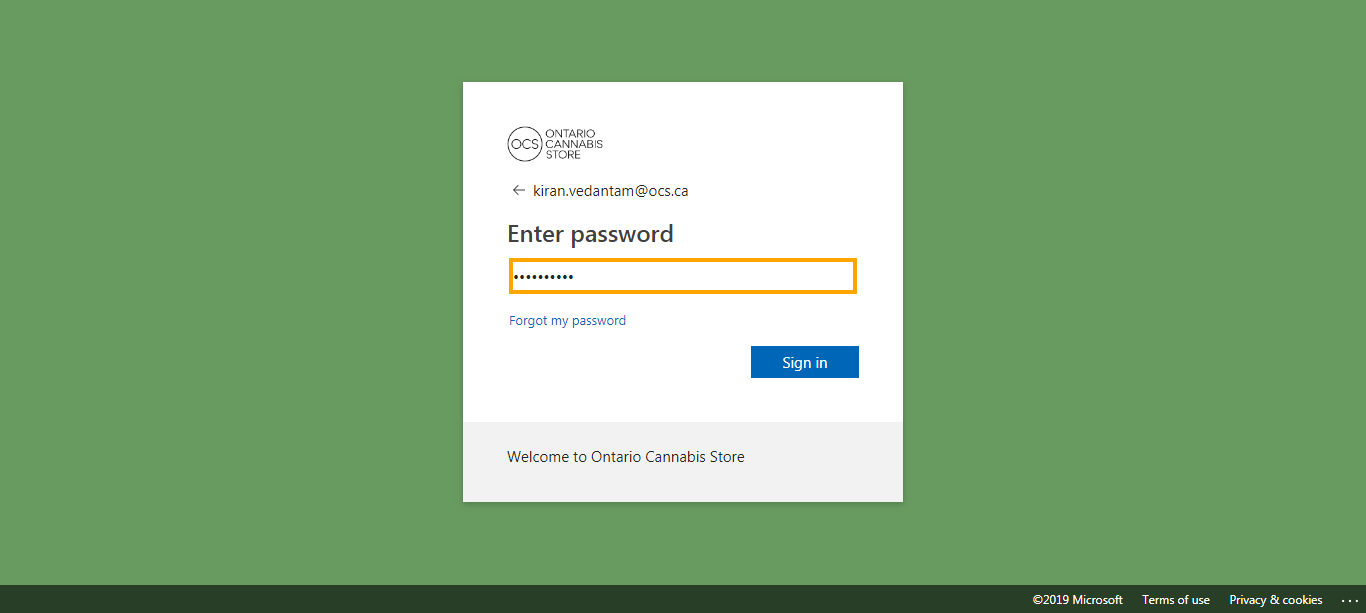 OCS
ONTARIO
CANNABIS
STORE
kiran.vedantam@ocs.ca
Enter password
••••••••••
Forgot my password
Sign in
Welcome to Ontario Cannabis Store
©2019 Microsoft Terms of use Privacy & cookies ...